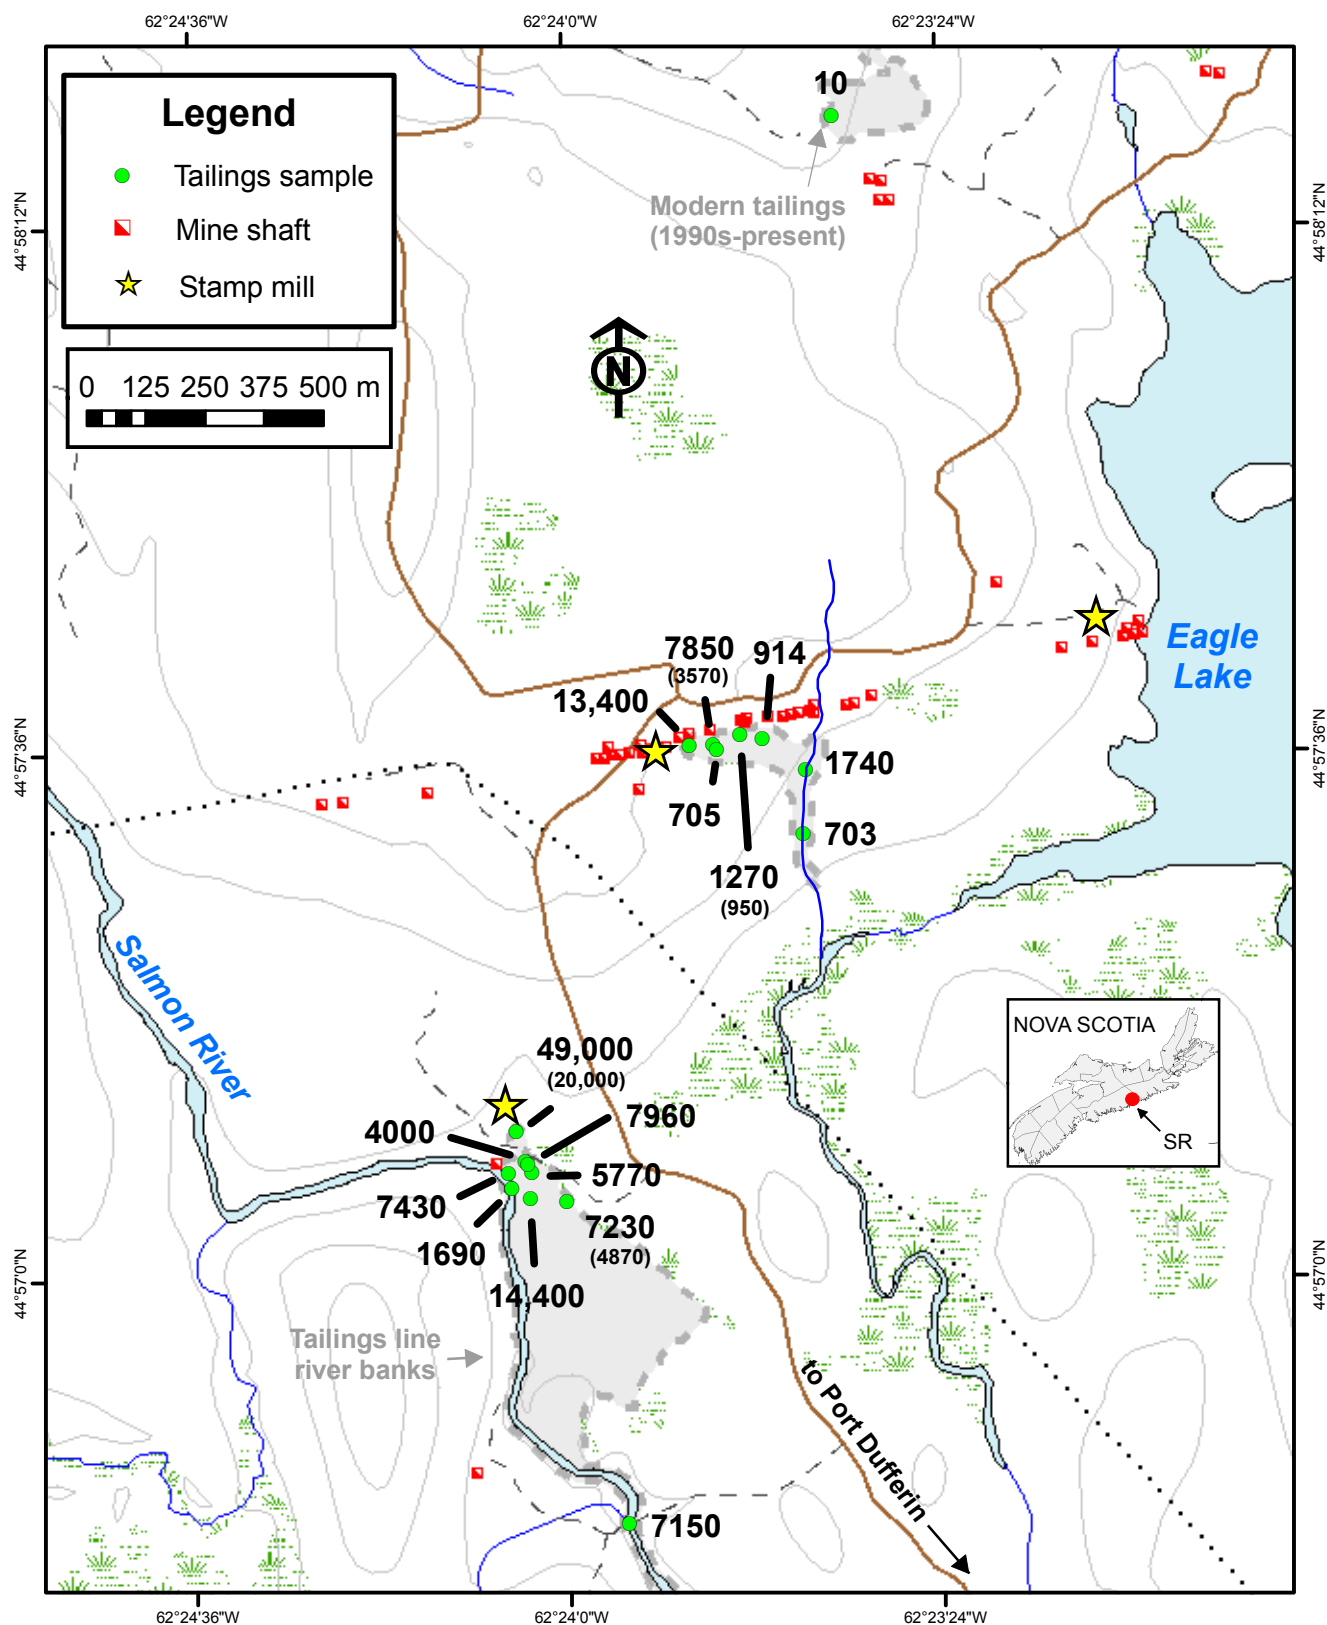 62°24'36"W
62°24'0"W
62°23'24"W
Legend
Tailings sample
Mine shaft
Stamp mill
0 125 250 375 500 m
10
Modern tailings
(1990s-present)
44°58'12"N
44°58'12"N
N
Eagle
Lake
7850
(3570)
914
13,400
44°57'36"N
44°57'36"N
1740
705
703
1270
(950)
Salmon River
NOVA SCOTIA
SR
49,000
(20,000)
4000
7960
5770
7430
1690
7230
(4870)
14,400
44°57'0"N
44°57'0"N
Tailings line
river banks
to Port Dufferin
7150
62°24'36"W
62°24'0"W
62°23'24"W